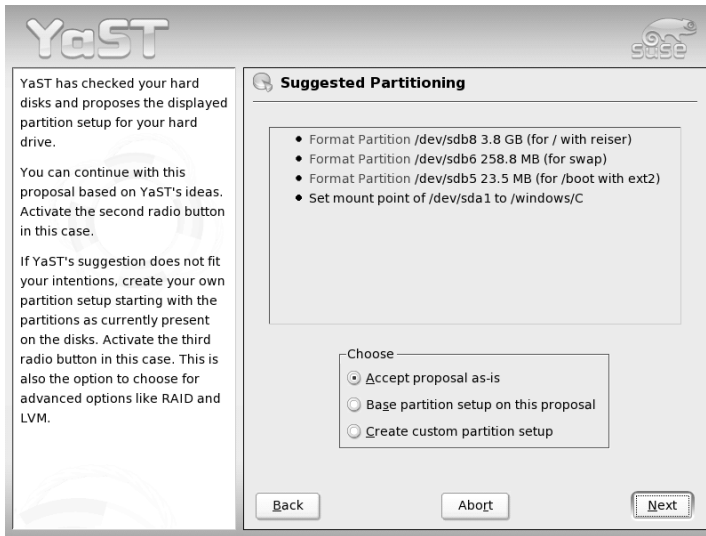 YaST
SUSE
YaST has checked your hard
disks and proposes the displayed
partition setup for your hard
drive.
You can continue with this
proposal based on YaST's ideas.
Activate the second radio button
in this case.
If YaST's suggestion does not fit
your intentions, create your own
partition setup starting with the
partitions as currently present
on the disks. Activate the third
radio button in this case. This is
also the option to choose for
advanced options like RAID and
LVM.
Suggested Partitioning
• Format Partition /dev/sdb8 3.8 GB (for / with reiser)
• Format Partition /dev/sdb6 258.8 MB (for swap)
• Format Partition /dev/sdb5 23.5 MB (for /boot with ext2)
• Set mount point of /dev/sda1 to /windows/C
Choose
Accept proposal as-is
Base partition setup on this proposal
Create custom partition setup
Back
Abort
Next